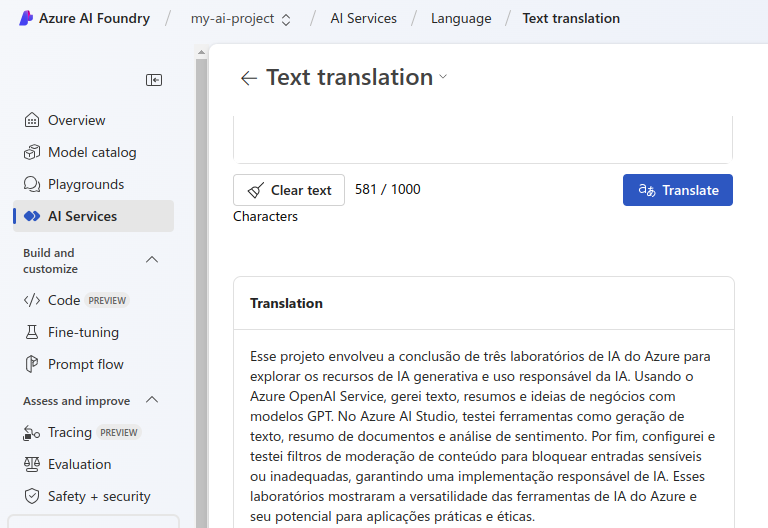 Azure AI Foundry / my-ai-project / AI Services / Language / Text translation
Text translation
Overview
Model catalog
Playgrounds
AI Services
Build and
customize
Code PREVIEW
Fine-tuning
Prompt flow
Assess and improve
Tracing PREVIEW
Evaluation
Safety + security
Clear text 581 / 1000
Characters
Translate
Translation
Esse projeto envolveu a conclusão de três laboratórios de IA do Azure para
explorar os recursos de IA generativa e uso responsável da IA. Usando o
Azure OpenAI Service, gerei texto, resumos e ideias de negócios com
modelos GPT. No Azure AI Studio, testei ferramentas como geração de
texto, resumo de documentos e análise de sentimento. Por fim, configurei e
testei filtros de moderação de conteúdo para bloquear entradas sensíveis
ou inadequadas, garantindo uma implementação responsável de IA. Esses
laboratórios mostraram a versatilidade das ferramentas de IA do Azure e
seu potencial para aplicações práticas e éticas.